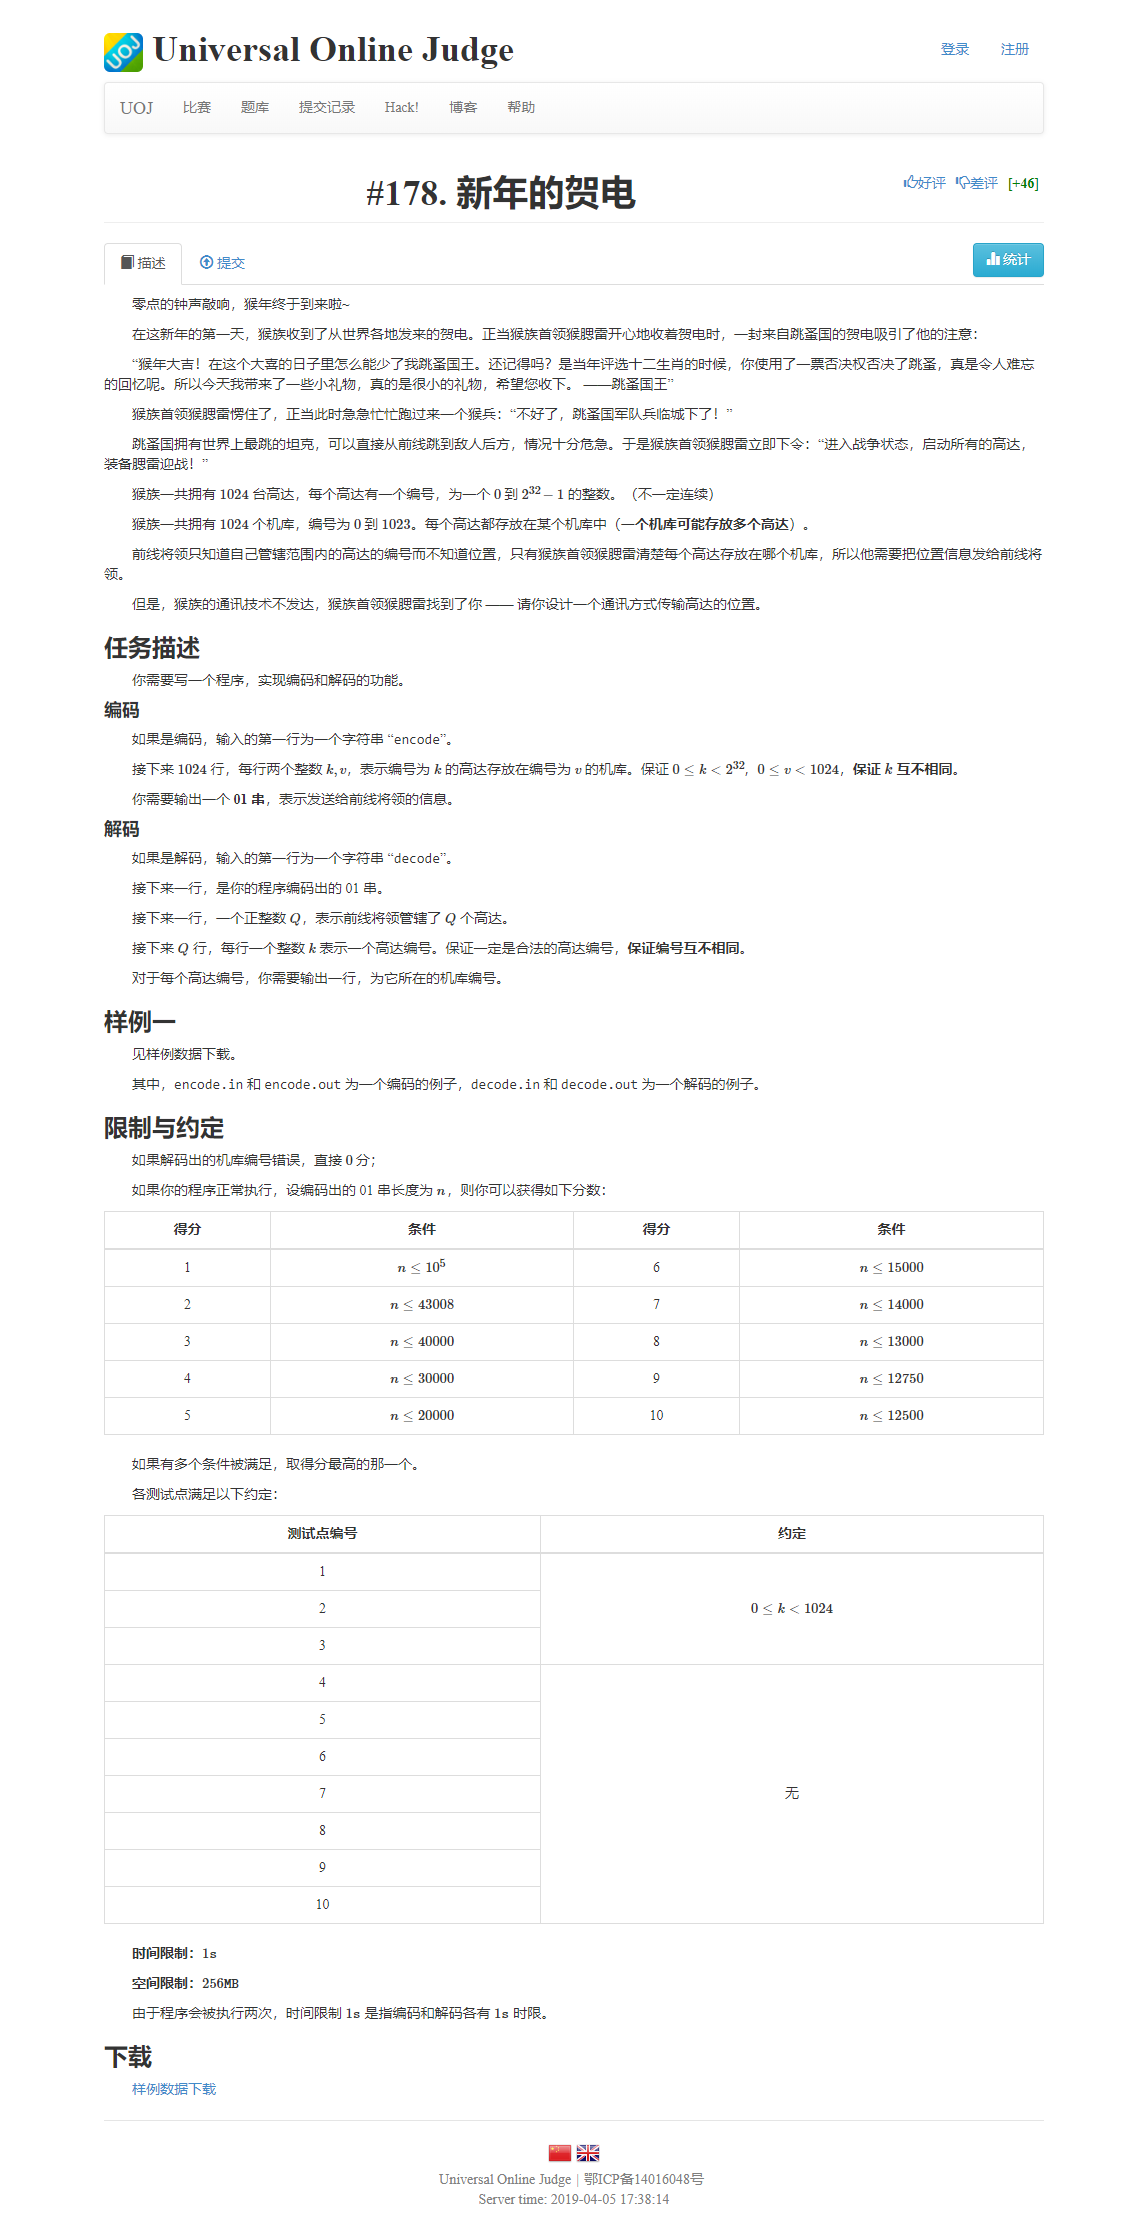 UOJ Universal Online Judge
登录 注册
UOJ 比赛 题库 提交记录 Hack! 博客 帮助
#178. 新年的贺电
好评 差评 [+46]
描述 提交 统计
零点的钟声敲响，猴年终于到来啦~
在这新年的第一天，猴族收到了从世界各地发来的贺电。正当猴族首领猴腮雷开心地收着贺电时，一封来自跳蚤国的贺电吸引了他的注意：
“猴年大吉！在这个大喜的日子里怎么能少了我跳蚤国王。还记得吗？是当年评选十二生肖的时候，你使用了一票否决权否决了跳蚤，真是令人难忘
的回忆呢。所以今天我带来了一些小礼物，真的是很小的礼物，希望您收下。 ——跳蚤国王”
猴族首领猴腮雷愣住了，正当此时急急忙忙跑过来一个猴兵：“不好了，跳蚤国军队兵临城下了！”
跳蚤国拥有世界上最跳的坦克，可以直接从前线跳到敌人后方，情况十分危急。于是猴族首领猴腮雷立即下令：“进入战争状态，启动所有的高达，
装备腮雷迎战！”
猴族一共拥有 1024 台高达，每个高达有一个编号，为一个 0 到 2^32 − 1 的整数。（不一定连续）
猴族一共拥有 1024 个机库，编号为 0 到 1023。每个高达都存放在某个机库中（一个机库可能存放多个高达）。
前线将领只知道自己管辖范围内的高达的编号而不知道位置，只有猴族首领猴腮雷清楚每个高达存放在哪个机库，所以他需要把位置信息发给前线将
领。
但是，猴族的通讯技术不发达，猴族首领猴腮雷找到了你 —— 请你设计一个通讯方式传输高达的位置。
任务描述
你需要写一个程序，实现编码和解码的功能。
编码
如果是编码，输入的第一行为一个字符串 “encode”。
接下来 1024 行，每行两个整数 k, v，表示编号为 k 的高达存放在编号为 v 的机库。保证 0 ≤ k < 2^32，0 ≤ v < 1024，保证 k 互不相同。
你需要输出一个 01 串，表示发送给前线将领的信息。
解码
如果是解码，输入的第一行为一个字符串 “decode”。
接下来一行，是你的程序编码出的 01 串。
接下来一行，一个正整数 Q，表示前线将领管辖了 Q 个高达。
接下来 Q 行，每行一个整数 k 表示一个高达编号。保证一定是合法的高达编号，保证编号互不相同。
对于每个高达编号，你需要输出一行，为它所在的机库编号。
样例一
见样例数据下载。
其中，encode.in 和 encode.out 为一个编码的例子，decode.in 和 decode.out 为一个解码的例子。
限制与约定
如果解码出的机库编号错误，直接 0 分；
如果你的程序正常执行，设编码出的 01 串长度为 n，则你可以获得如下分数：
得分 条件 得分 条件
1 n ≤ 10^5 6 n ≤ 15000
2 n ≤ 43008 7 n ≤ 14000
3 n ≤ 40000 8 n ≤ 13000
4 n ≤ 30000 9 n ≤ 12750
5 n ≤ 20000 10 n ≤ 12500
如果有多个条件被满足，取得分最高的那一个。
各测试点满足以下约定：
测试点编号 约定
1
2 0 ≤ k < 1024
3
4
5
6
7 无
8
9
10
时间限制：1s
空间限制：256MB
由于程序会被执行两次，时间限制 1s 是指编码和解码各有 1s 时限。
下载
样例数据下载
Universal Online Judge | 鄂ICP备14016048号
Server time: 2019-04-05 17:38:14